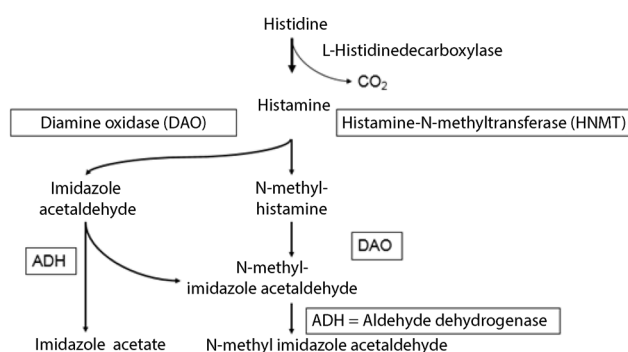 Histidine
L-Histidinedecarboxylase
CO2
Histamine
Diamine oxidase (DAO)
Histamine-N-methyltransferase (HNMT)
Imidazole
acetaldehyde
N-methyl-
histamine
DAO
ADH
N-methyl-
imidazole acetaldehyde
ADH = Aldehyde dehydrogenase
Imidazole acetate
N-methyl imidazole acetaldehyde